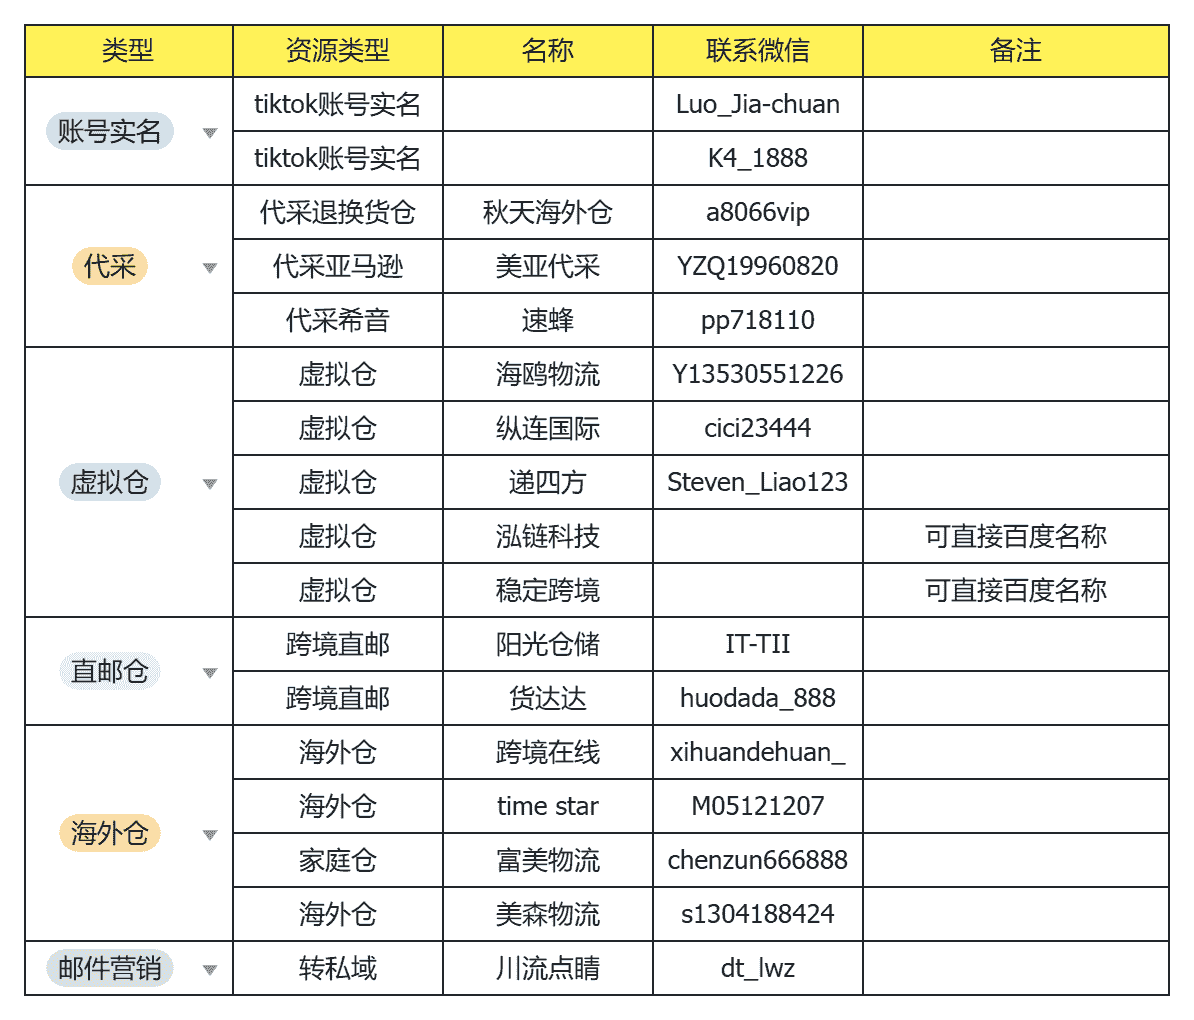 类型 资源类型 名称 联系微信 备注
账号实名 tiktok账号实名 Luo_Jia-chuan
tiktok账号实名 K4_1888
代采 代采退换货仓 秋天海外仓 a8066vip
代采亚马逊 美亚代采 YZQ19960820
代采希音 速蜂 pp718110
虚拟仓 虚拟仓 海鸥物流 Y13530551226
虚拟仓 纵连国际 cici23444
虚拟仓 递四方 Steven_Liao123
虚拟仓 泓链科技 可直接百度名称
虚拟仓 稳定跨境 可直接百度名称
直邮仓 跨境直邮 阳光仓储 IT-TII
跨境直邮 货达达 huodada_888
海外仓 海外仓 跨境在线 xihuandehuan_
海外仓 time star M05121207
家庭仓 富美物流 chenzun666888
海外仓 美森物流 s1304188424
邮件营销 转私域 川流点睛 dt_lwz